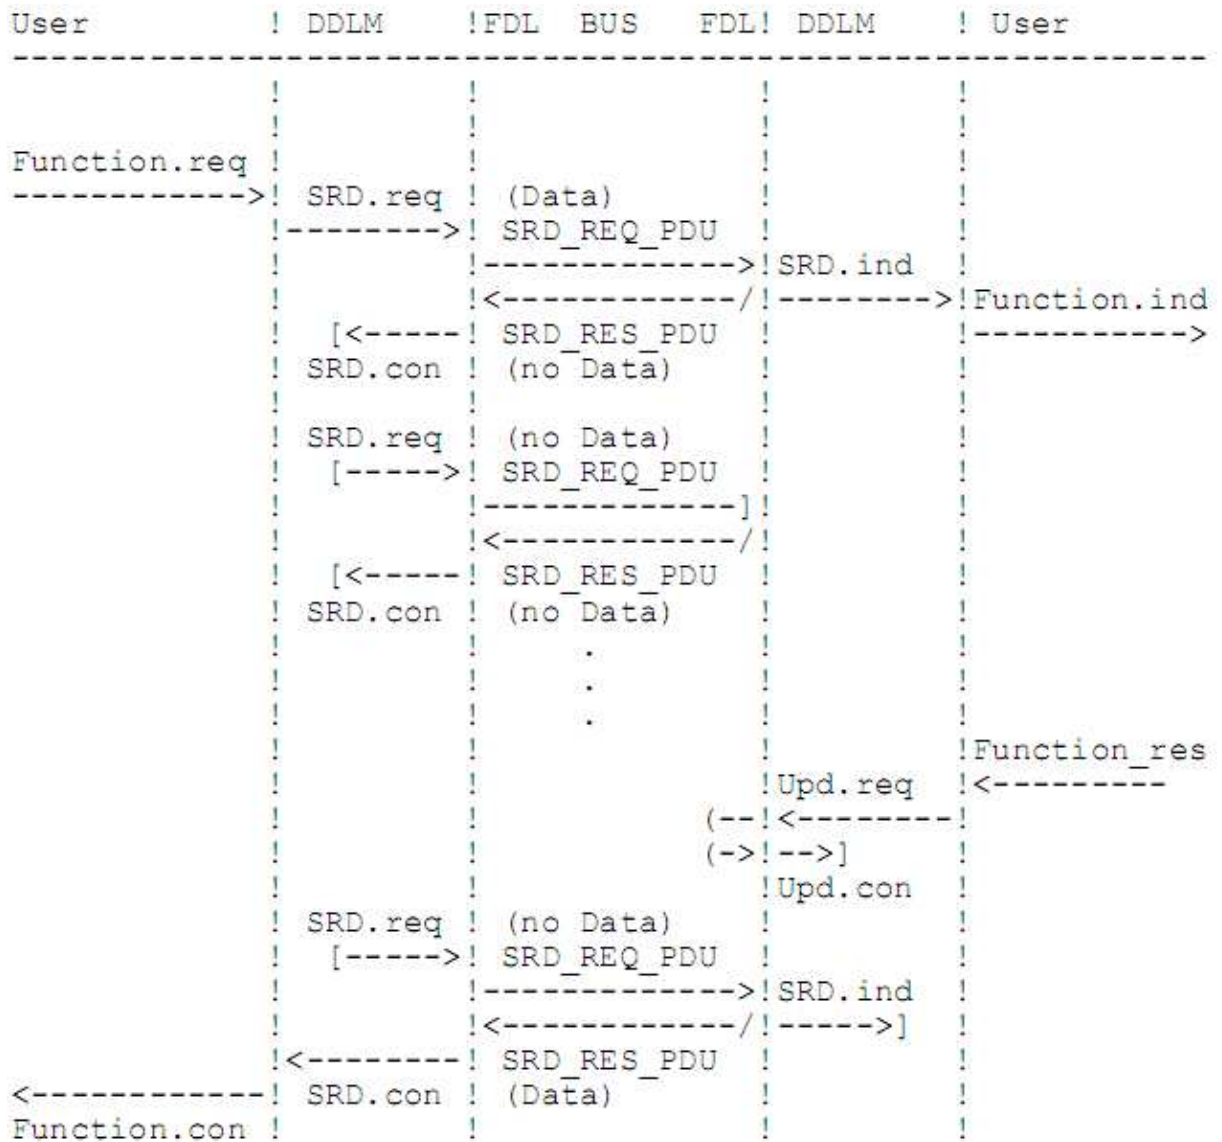 User         ! DDLM    !FDL  BUS   FDL! DDLM     ! User
-------------------------------------------------------------
             !         !              !         !
             !         !              !         !
Function.req !         !              !         !
------------>! SRD.req ! (Data)       !         !
             !-------->! SRD_REQ_PDU  !         !
             !         !------------->!SRD.ind  !
             !         !<------------/!-------->!Function.ind
             !  [<-----! SRD_RES_PDU  !         !----------->
             ! SRD.con ! (no Data)    !         !
             !         !              !         !
             ! SRD.req ! (no Data)    !         !
             !  [----->! SRD_REQ_PDU  !         !
             !         !-------------]!         !
             !         !<------------/!         !
             !  [<-----! SRD_RES_PDU  !         !
             ! SRD.con ! (no Data)    !         !
             !         !     .        !         !
             !         !     .        !         !
             !         !     .        !         !
             !         !              !         !Function_res
             !         !              !Upd.req  !<---------
             !         !           (--!<--------!
             !         !           (->!-->]     !
             !         !              !Upd.con  !
             ! SRD.req ! (no Data)    !         !
             !  [----->! SRD_REQ_PDU  !         !
             !         !------------->!SRD.ind  !
             !         !<------------/!----->]  !
             !<--------! SRD_RES_PDU  !         !
<------------! SRD.con ! (Data)       !         !
Function.con !         !              !         !